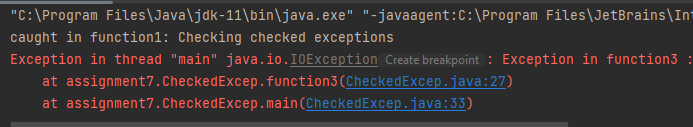 "C:\Program Files\Java\jdk-11\bin\java.exe" "-javaagent:C:\Program Files\JetBrains\Int
caught in function1: Checking checked exceptions
Exception in thread "main" java.io.IOException Create breakpoint : Exception in function3 :
at assignment7.CheckedExcep.function3(CheckedExcep.java:27)
at assignment7.CheckedExcep.main(CheckedExcep.java:33)